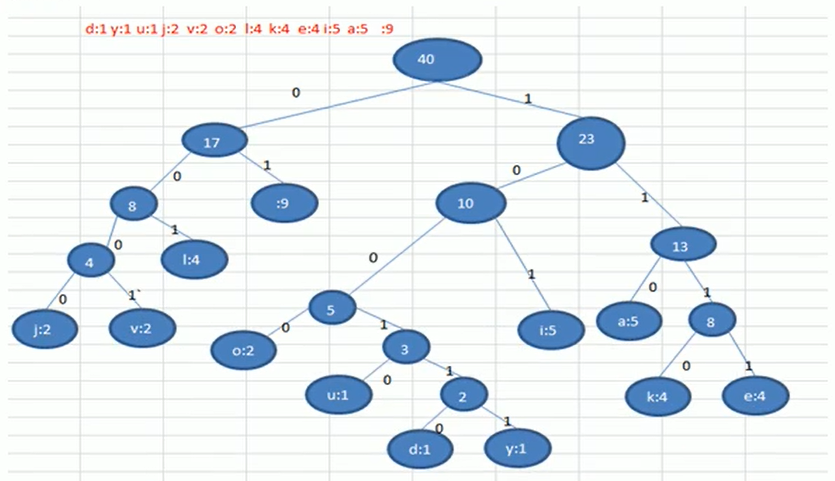 d:1 y:1 u:1 j:2 v:2 o:2 l:4 k:4 e:4 i:5 a:5 :9
40
0 1
17 23
0 1 0 1
8 :9 10 13
0 1 0 1 0 1
4 l:4 5 i:5 a:5 8
0 1` 0 1 0 1
j:2 v:2 o:2 3 k:4 e:4
0 1
u:1 2
0 1
d:1 y:1